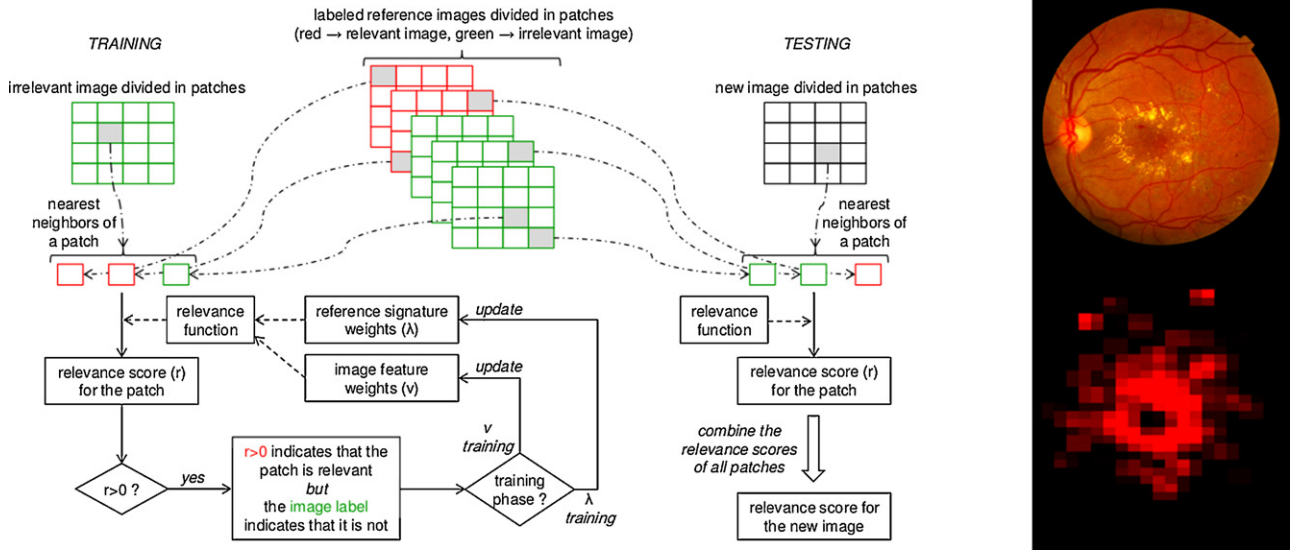 labeled reference images divided in patches
(red → relevant image, green → irrelevant image)
TRAINING
TESTING
irrelevant image divided in patches
new image divided in patches
nearest
neighbors of
a patch
nearest
neighbors of
a patch
relevance
function
reference signature
weights (λ)
update
relevance
function
image feature
weights (v)
update
relevance score (r)
for the patch
relevance score (r)
for the patch
v
training
combine the
relevance scores
of all patches
r>0 ?
yes
r>0 indicates that the
patch is relevant
but
the image label
indicates that it is not
training
phase ?
λ
training
relevance score for
the new image